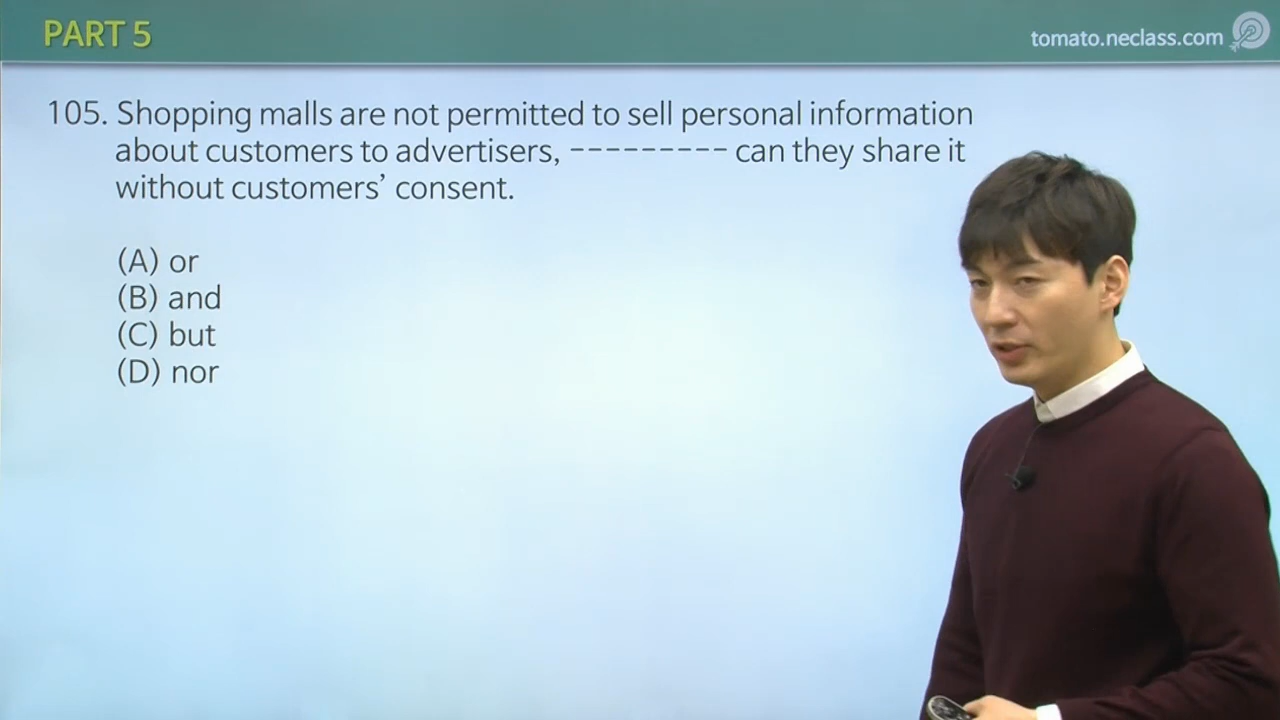 PART 5
tomato.neclass.com
105. Shopping malls are not permitted to sell personal information
about customers to advertisers, --------- can they share it
without customers’ consent.
(A) or
(B) and
(C) but
(D) nor